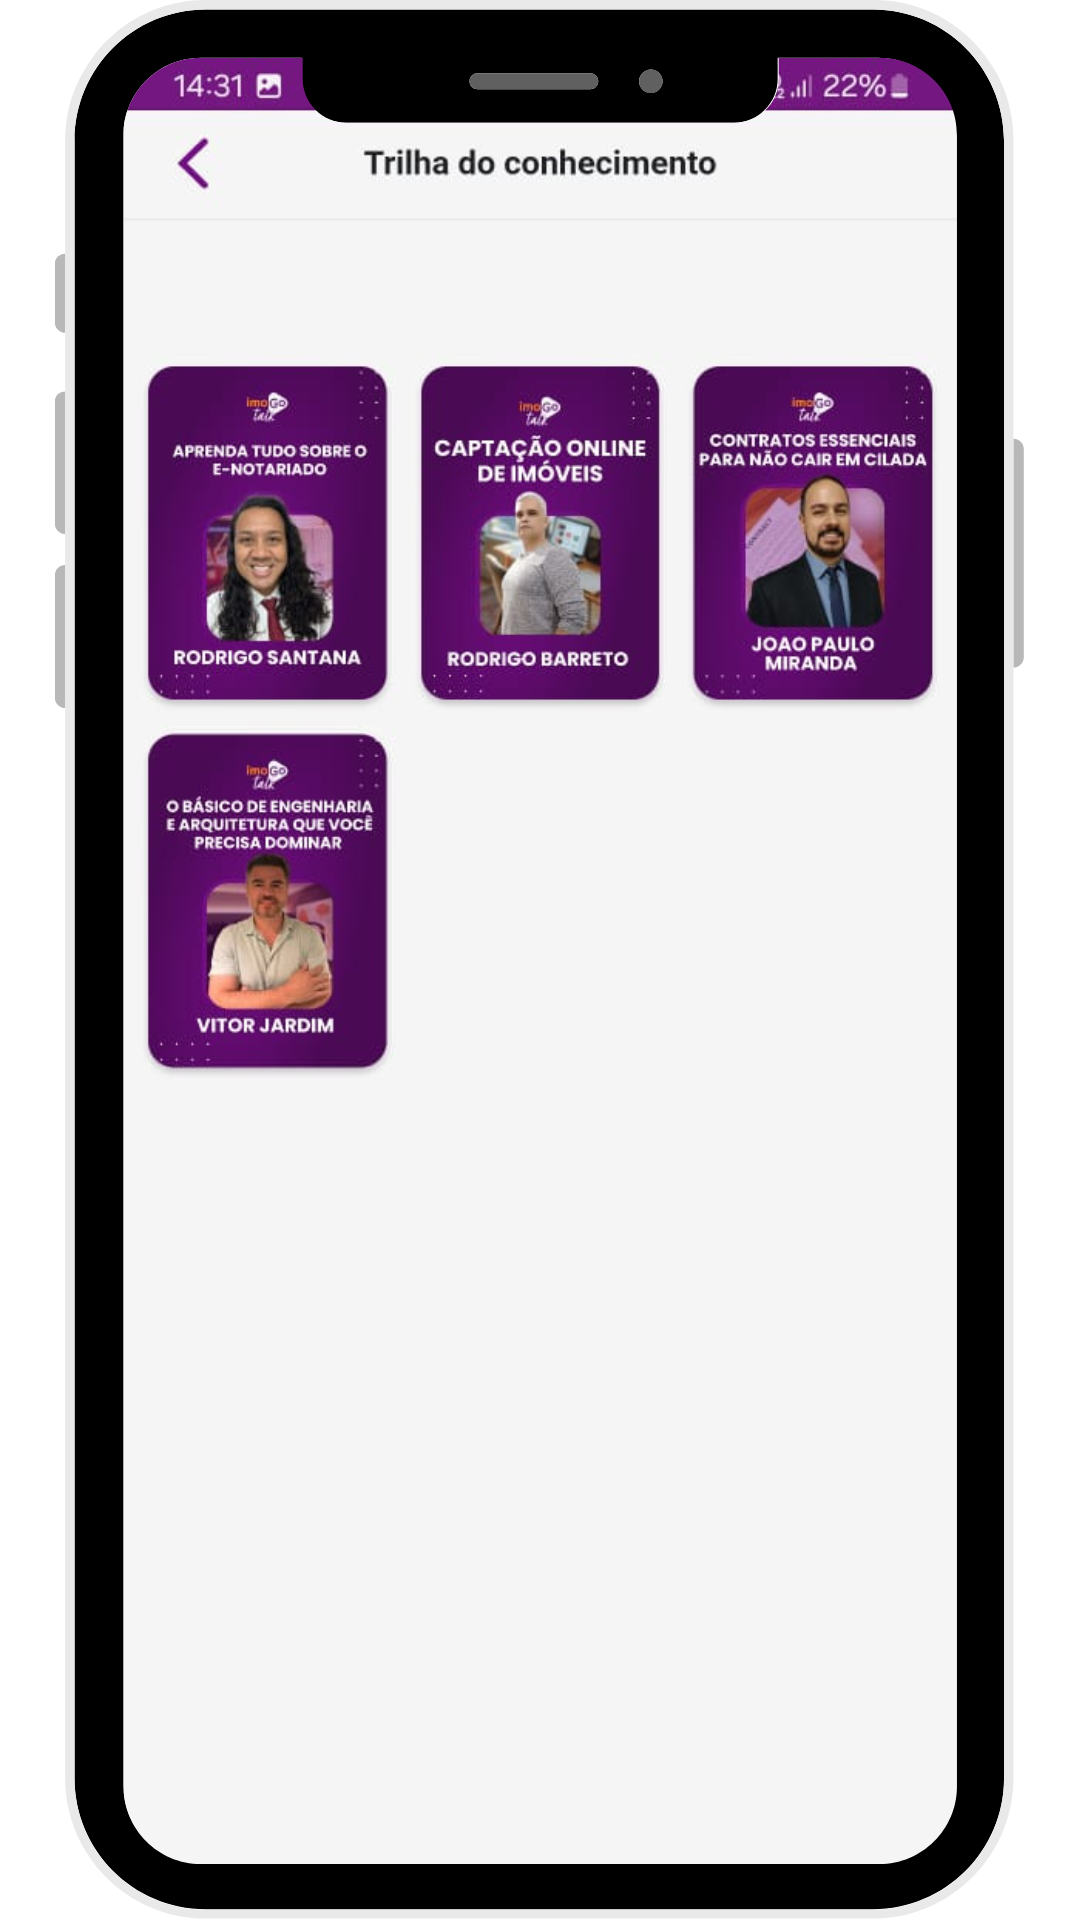 14:31
22%
Trilha do conhecimento
imoGo
talk
APRENDA TUDO SOBRE O
E-NOTARIADO
RODRIGO SANTANA
imoGo
talk
CAPTAÇÃO ONLINE
DE IMÓVEIS
RODRIGO BARRETO
imoGo
talk
CONTRATOS ESSENCIAIS
PARA NÃO CAIR EM CILADA
CONTRACT
JOAO PAULO
MIRANDA
imoGo
talk
O BÁSICO DE ENGENHARIA
E ARQUITETURA QUE VOCÊ
PRECISA DOMINAR
VITOR JARDIM